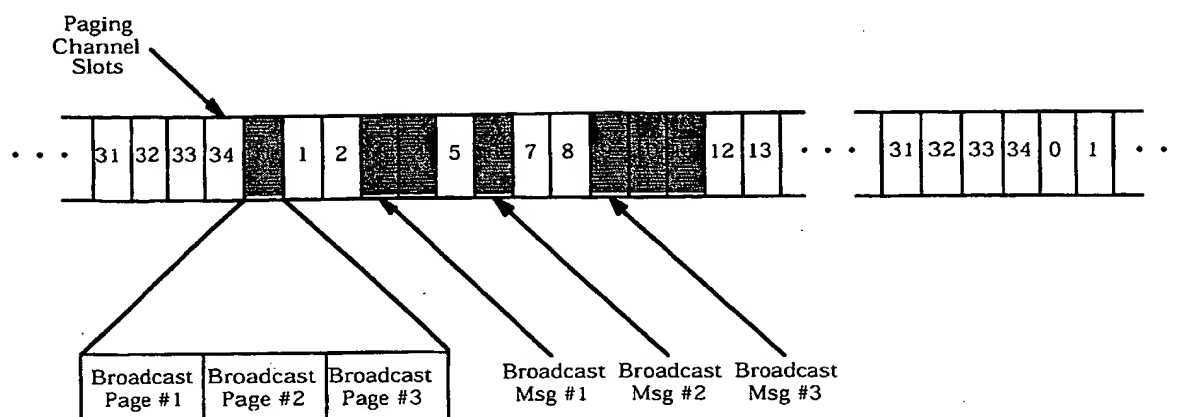 Paging
Channel
Slots
· · · 31 32 33 34 1 2 5 7 8 12 13 · · · 31 32 33 34 0 1 · ·
Broadcast Page #1 Broadcast Page #2 Broadcast Page #3
Broadcast Msg #1 Broadcast Msg #2 Broadcast Msg #3